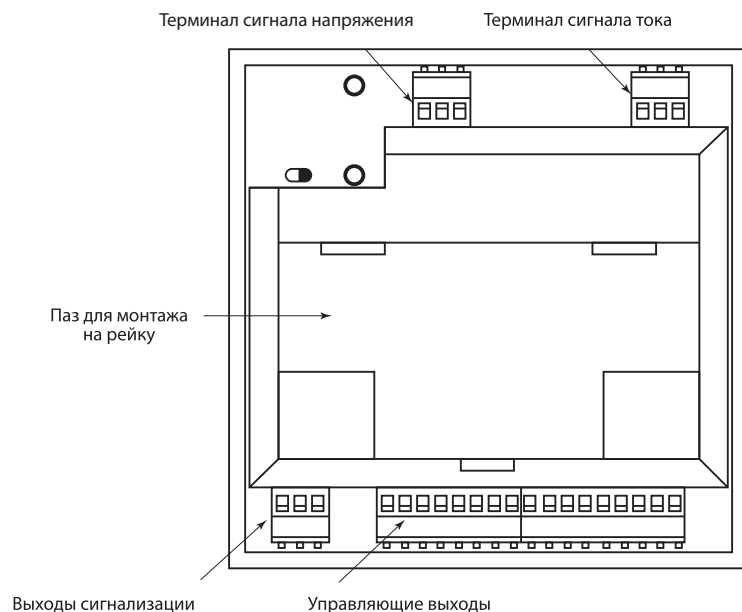 Терминал сигнала напряжения
Терминал сигнала тока
Паз для монтажа
на рейку
Выходы сигнализации
Управляющие выходы